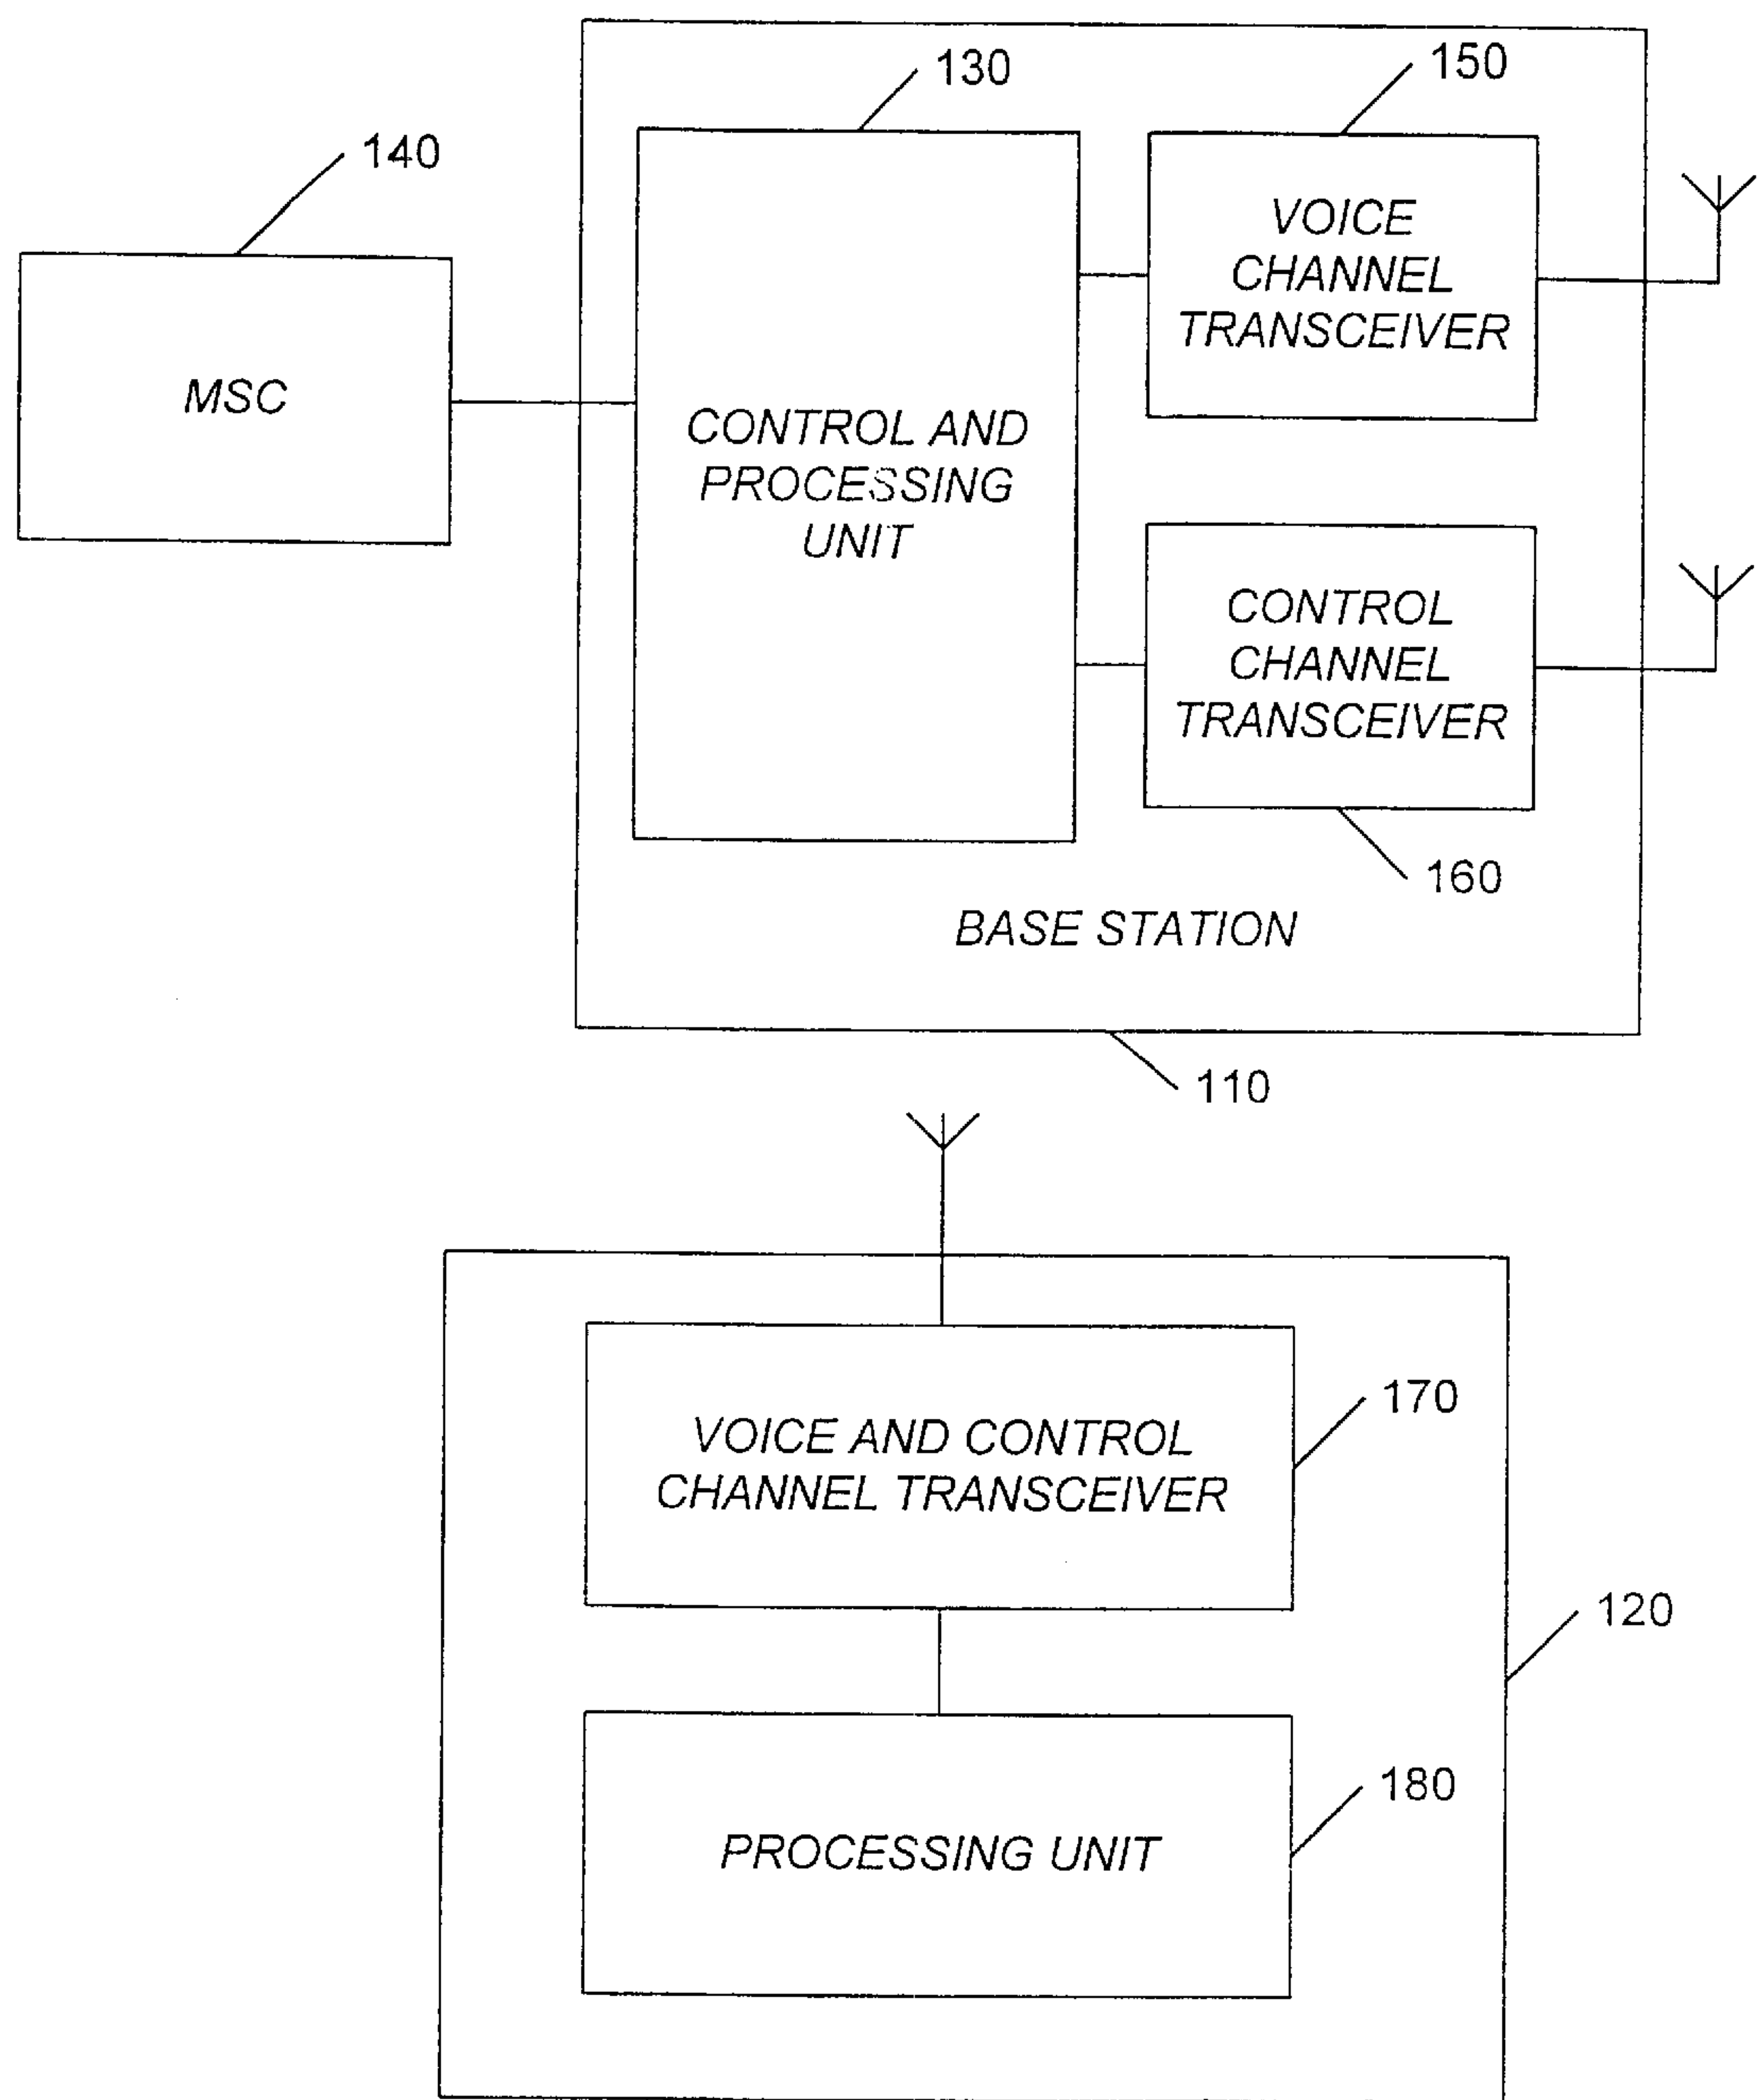 130
150
140
VOICE
CHANNEL
TRANSCEIVER
MSC
CONTROL AND
PROCESSING
UNIT
CONTROL
CHANNEL
TRANSCEIVER
160
BASE STATION
110
170
VOICE AND CONTROL
CHANNEL TRANSCEIVER
120
180
PROCESSING UNIT